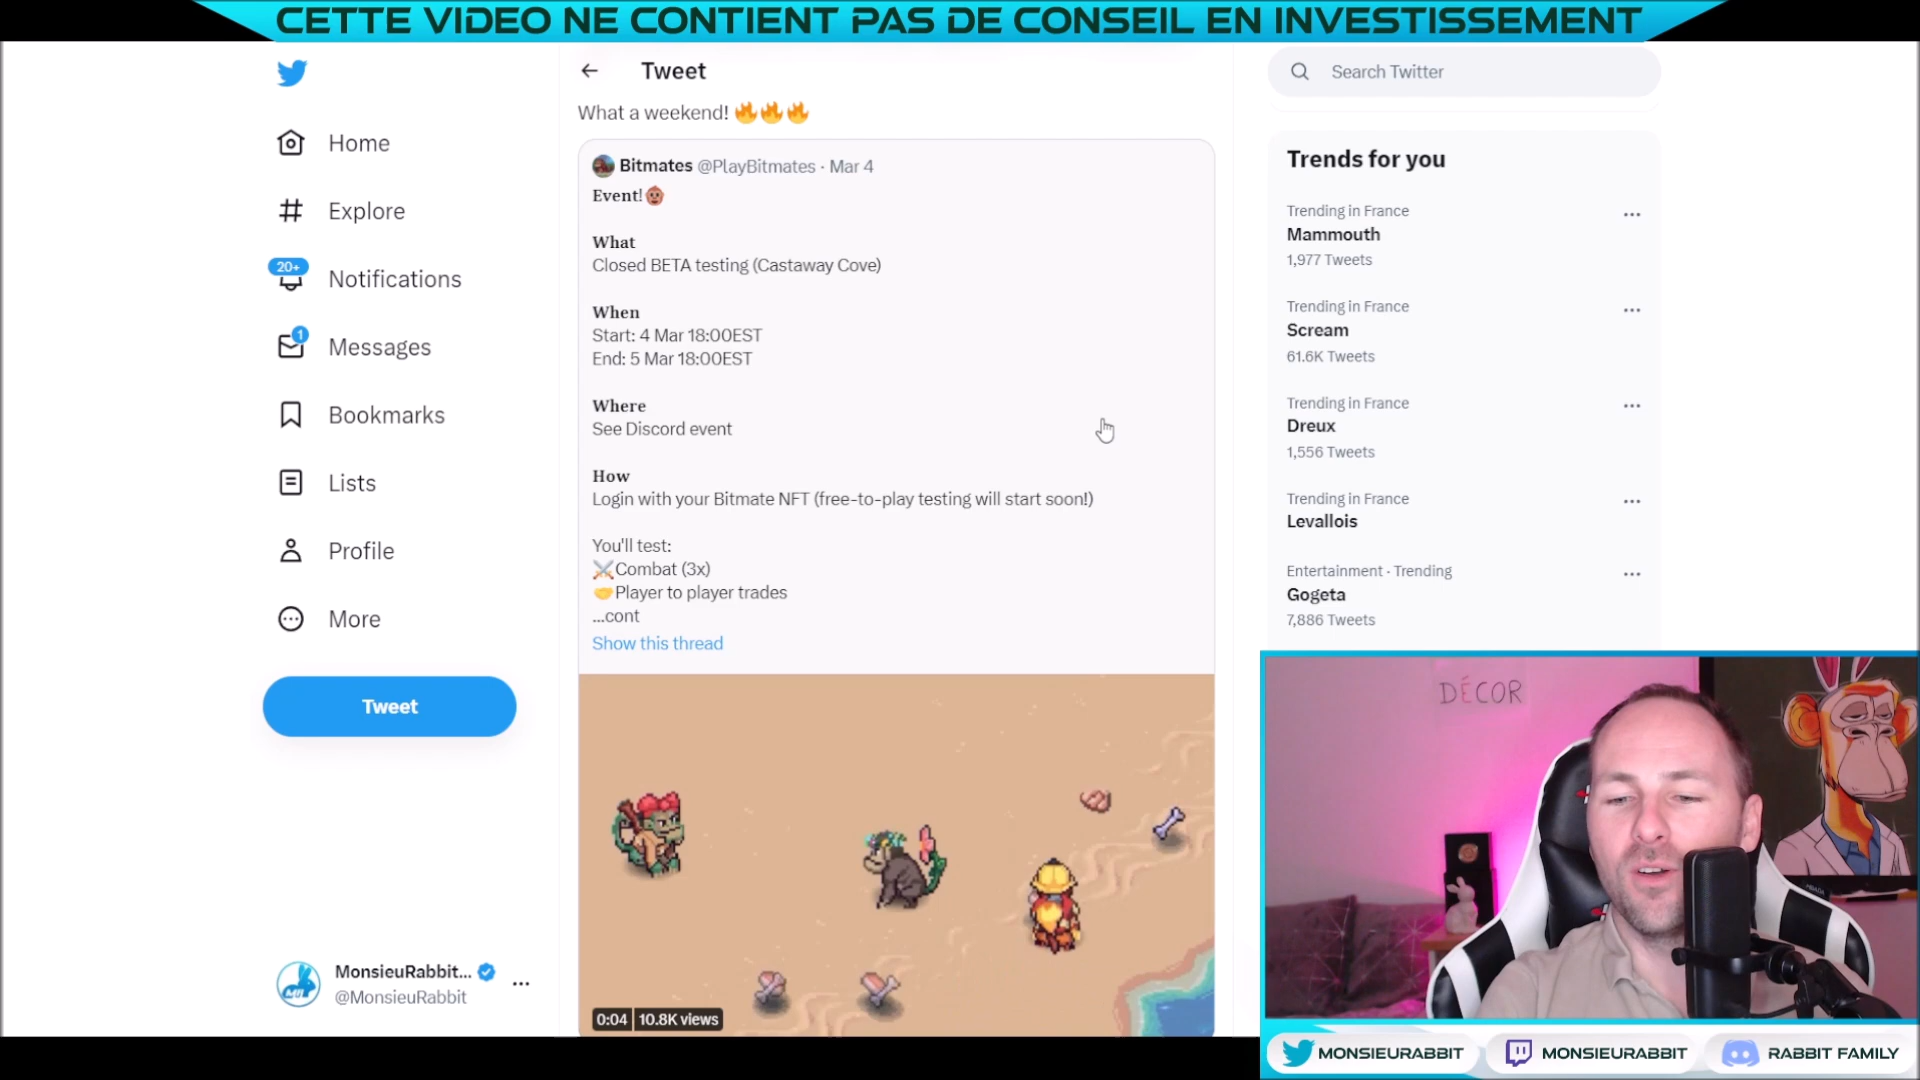 CETTE VIDEO NE CONTIENT PAS DE CONSEIL EN INVESTISSEMENT
Home
Explore
20+
Notifications
1
Messages
Bookmarks
Lists
Profile
More
Tweet
MonsieuRabbit...
@MonsieuRabbit
Tweet
What a weekend! 🔥🔥🔥
Bitmates @PlayBitmates · Mar 4
Event!🐵
What
Closed BETA testing (Castaway Cove)
When
Start: 4 Mar 18:00EST
End: 5 Mar 18:00EST
Where
See Discord event
How
Login with your Bitmate NFT (free-to-play testing will start soon!)
You'll test:
⚔️Combat (3x)
🤝Player to player trades
...cont
Show this thread
0:04 10.8K views
Search Twitter
Trends for you
Trending in France
Mammouth
1,977 Tweets
Trending in France
Scream
61.6K Tweets
Trending in France
Dreux
1,556 Tweets
Trending in France
Levallois
Entertainment · Trending
Gogeta
7,886 Tweets
DÉCOR
MONSIEURABBIT
MONSIEURABBIT
RABBIT FAMILY